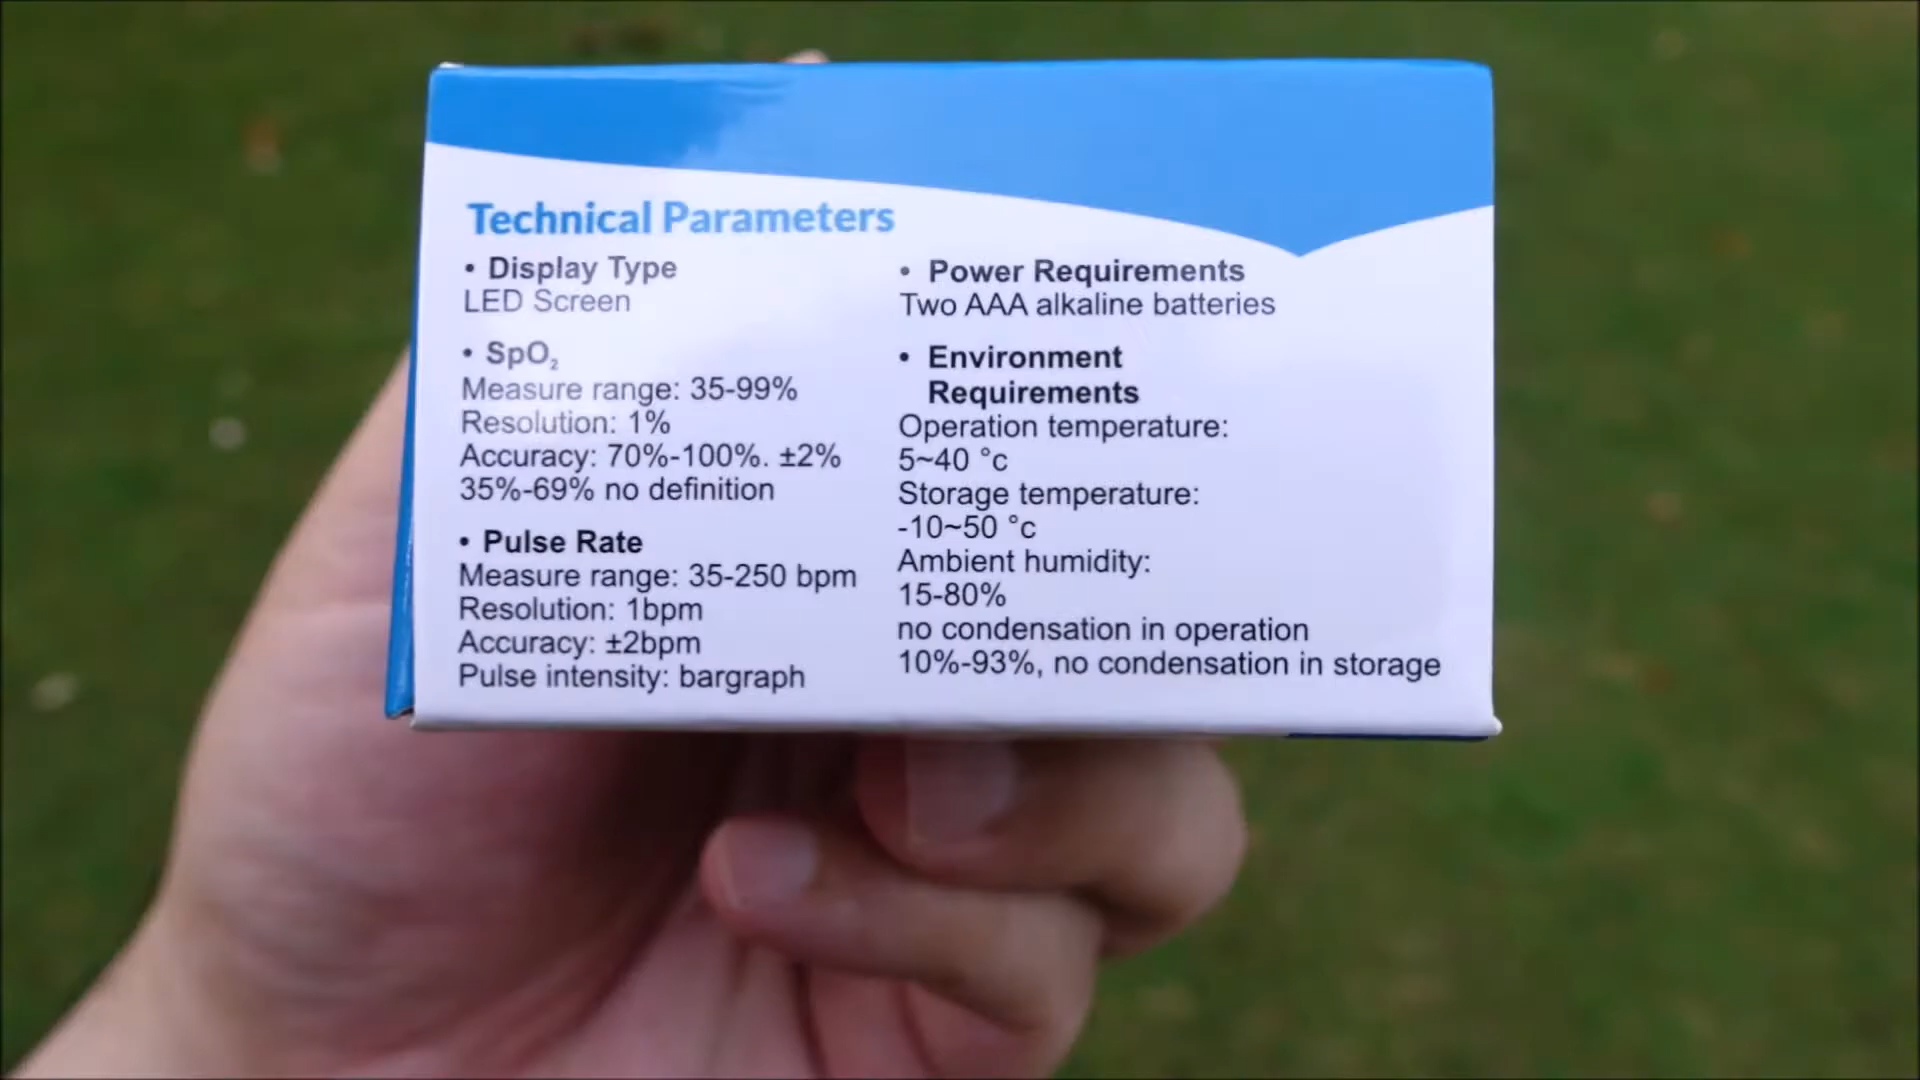 Technical Parameters
• Display Type
LED Screen
• SpO₂
Measure range: 35-99%
Resolution: 1%
Accuracy: 70%-100%. ±2%
35%-69% no definition
• Pulse Rate
Measure range: 35-250 bpm
Resolution: 1bpm
Accuracy: ±2bpm
Pulse intensity: bargraph
• Power Requirements
Two AAA alkaline batteries
• Environment
Requirements
Operation temperature:
5~40 °c
Storage temperature:
-10~50 °c
Ambient humidity:
15-80%
no condensation in operation
10%-93%, no condensation in storage